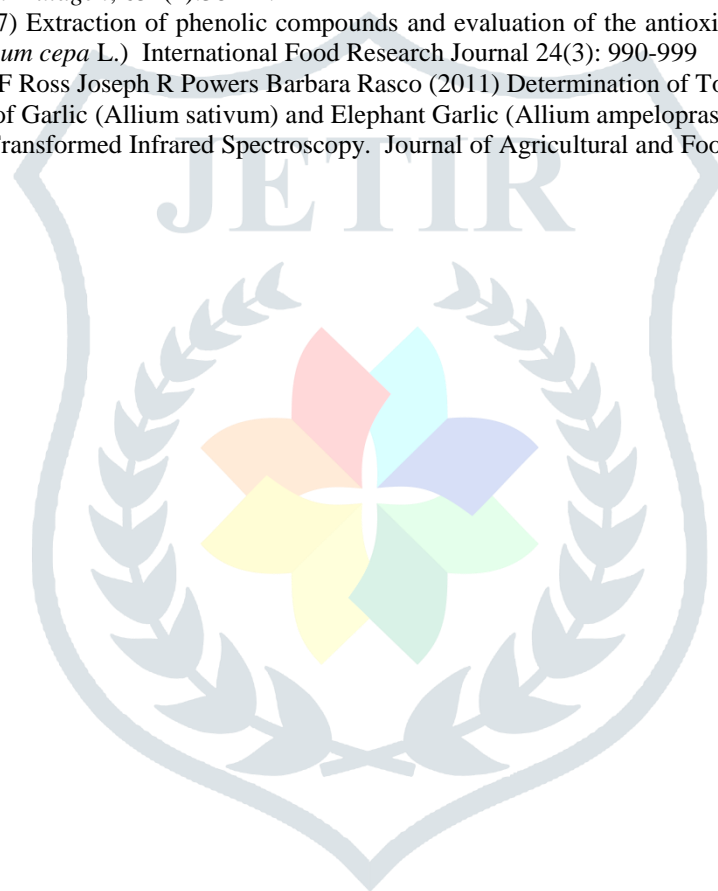 7) Extraction of phenolic compounds and evaluation of the antioxi
um cepa L.) International Food Research Journal 24(3): 990-999
F Ross Joseph R Powers Barbara Rasco (2011) Determination of To
of Garlic (Allium sativum) and Elephant Garlic (Allium ampelopras
ransformed Infrared Spectroscopy. Journal of Agricultural and Foo
JETIR